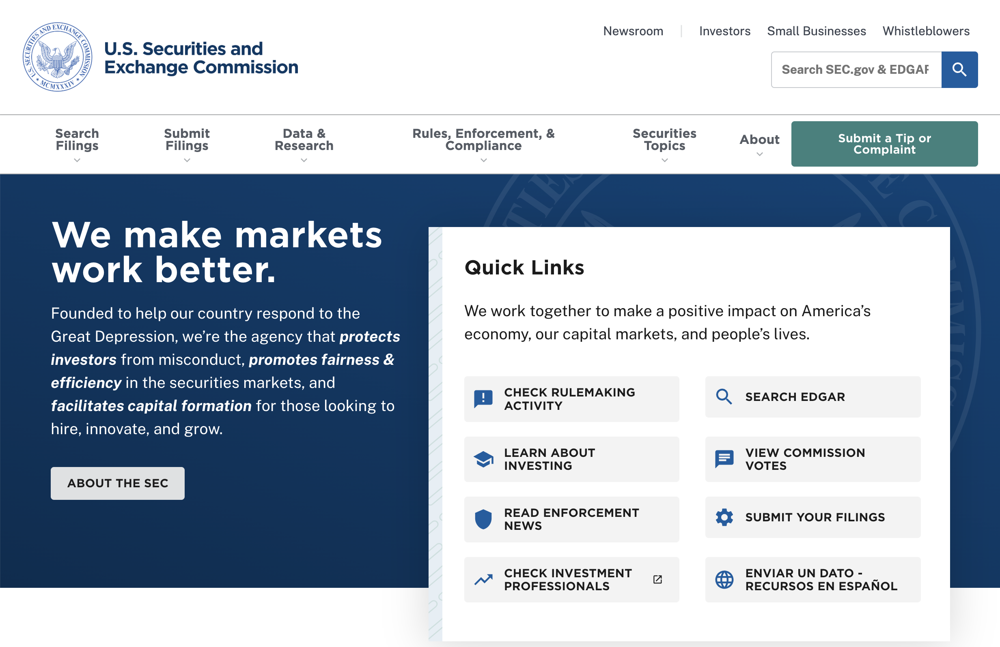 U.S. SECURITIES AND EXCHANGE COMMISSION
MCMXXXIV
U.S. Securities and
Exchange Commission
Newsroom
Investors
Small Businesses
Whistleblowers
Search SEC.gov & EDGAR
Search
Filings
Submit
Filings
Data &
Research
Rules, Enforcement, &
Compliance
Securities
Topics
About
Submit a Tip or
Complaint
We make markets
work better.
Founded to help our country respond to the
Great Depression, we’re the agency that protects
investors from misconduct, promotes fairness &
efficiency in the securities markets, and
facilitates capital formation for those looking to
hire, innovate, and grow.
ABOUT THE SEC
Quick Links
We work together to make a positive impact on America’s
economy, our capital markets, and people’s lives.
CHECK RULEMAKING
ACTIVITY
SEARCH EDGAR
LEARN ABOUT
INVESTING
VIEW COMMISSION
VOTES
READ ENFORCEMENT
NEWS
SUBMIT YOUR FILINGS
CHECK INVESTMENT
PROFESSIONALS
ENVIAR UN DATO -
RECURSOS EN ESPAÑOL